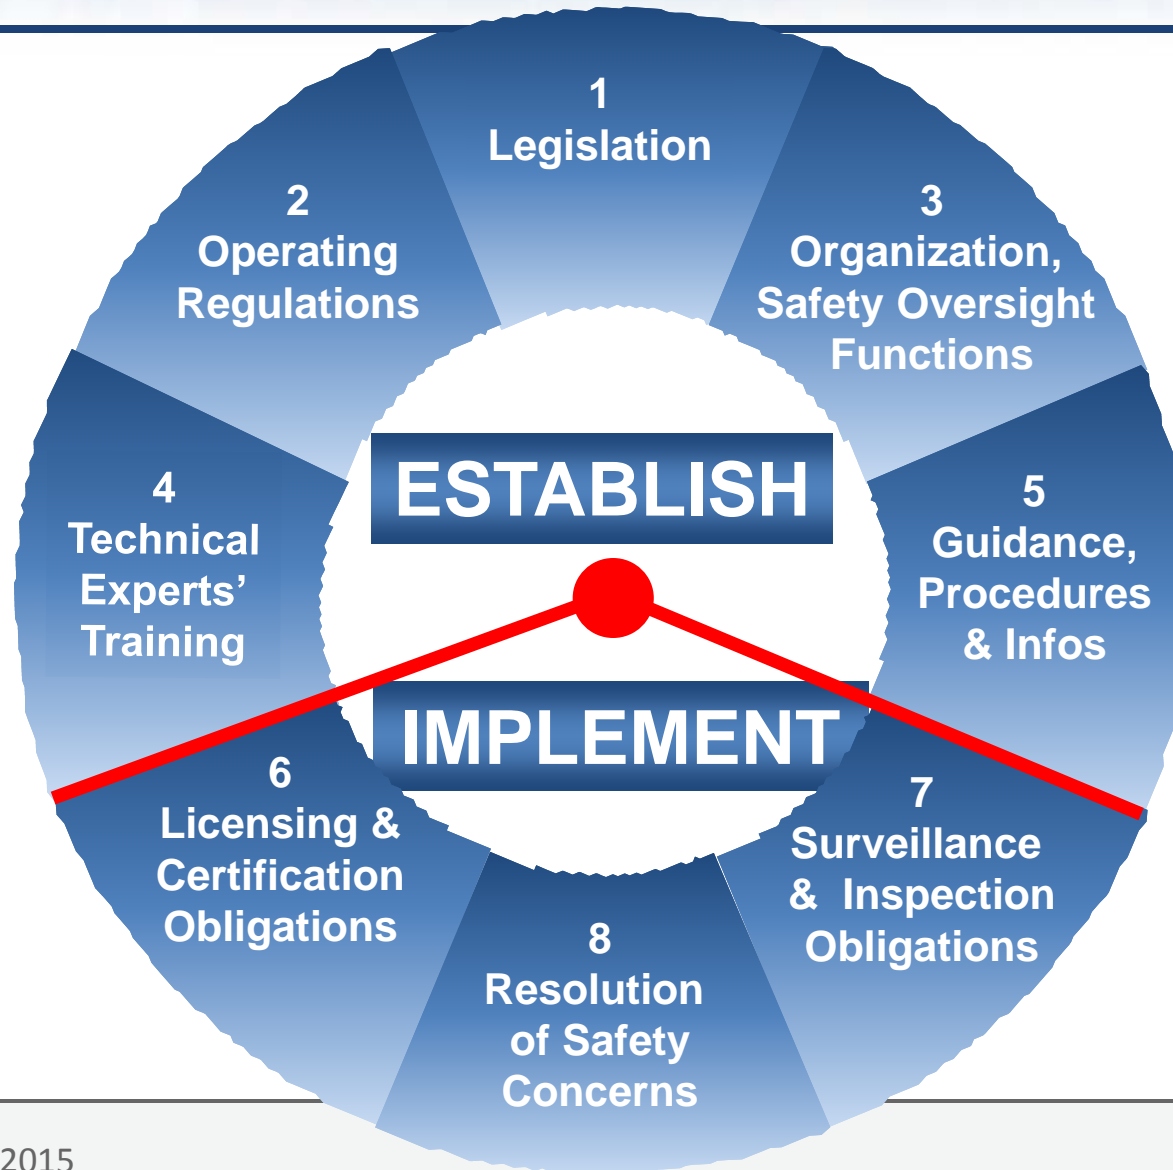 1
Legislation
2
Operating
Regulations
3
Organization,
Safety Oversight
Functions
4
Technical
Experts’
Training
5
Guidance,
Procedures
& Infos
ESTABLISH
IMPLEMENT
6
Licensing &
Certification
Obligations
7
Surveillance
& Inspection
Obligations
8
Resolution
of Safety
Concerns
2015